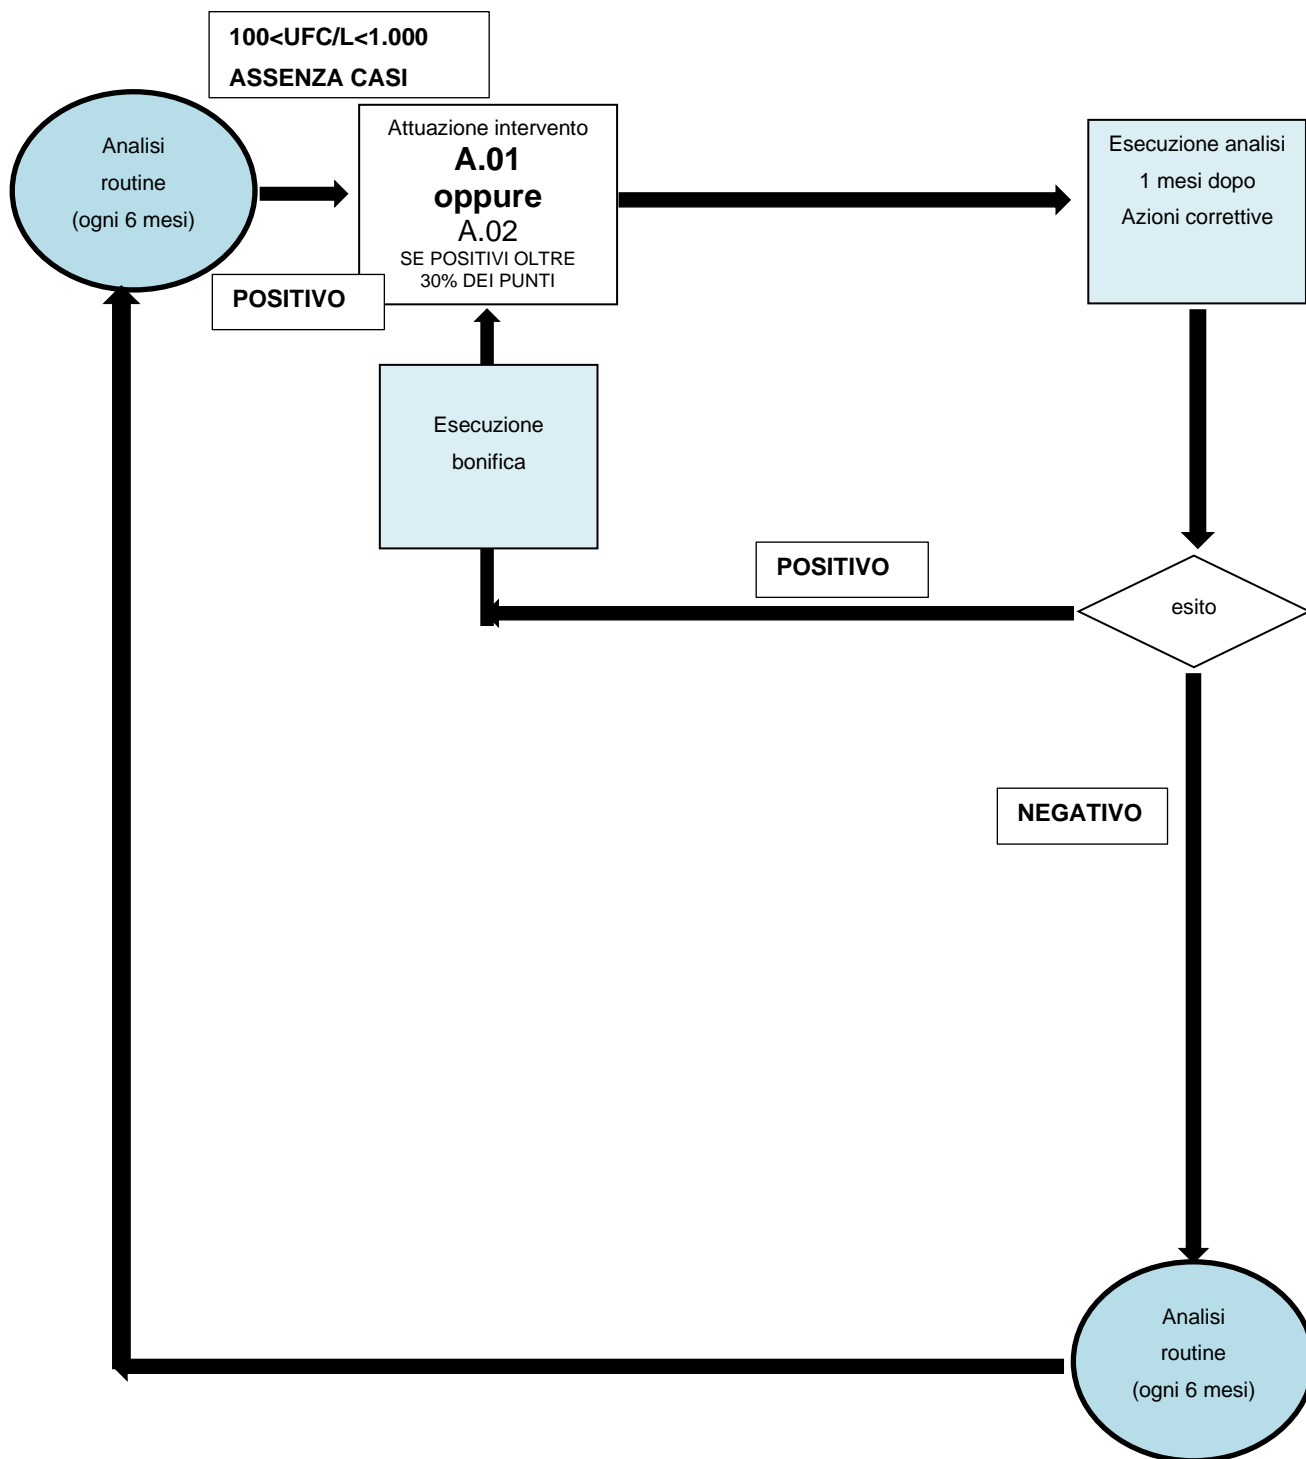 100<UFC/L<1.000
ASSENZA CASI
Analisi
routine
(ogni 6 mesi)
POSITIVO
Attuazione intervento
A.01
oppure
A.02
SE POSITIVI OLTRE
30% DEI PUNTI
Esecuzione analisi
1 mesi dopo
Azioni correttive
Esecuzione
bonifica
POSITIVO
esito
NEGATIVO
Analisi
routine
(ogni 6 mesi)